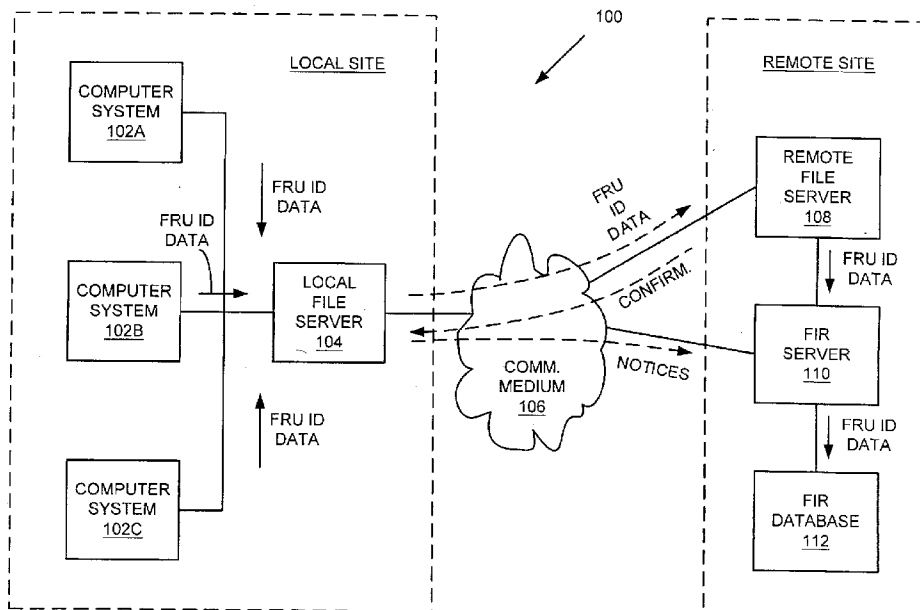 100
LOCAL SITE
COMPUTER
SYSTEM
102A
FRU ID
DATA
FRU ID
DATA
COMPUTER
SYSTEM
102B
LOCAL
FILE
SERVER
104
FRU ID
DATA
COMPUTER
SYSTEM
102C
FRU
ID
DATA
CONFIRM.
NOTICES
COMM.
MEDIUM
106
REMOTE SITE
REMOTE
FILE
SERVER
108
FRU ID
DATA
FIR
SERVER
110
FRU ID
DATA
FIR
DATABASE
112